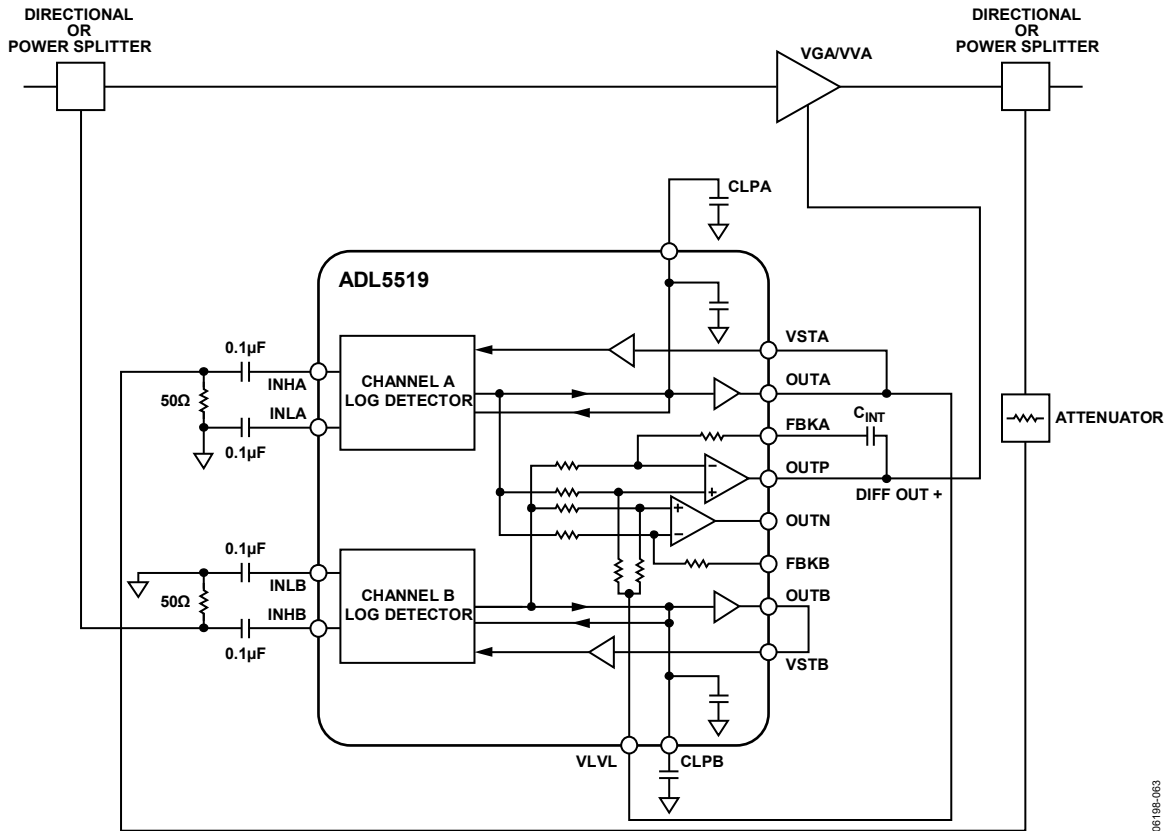 DIRECTIONAL
OR
POWER SPLITTER
DIRECTIONAL
OR
POWER SPLITTER
VGA/VVA
CLPA
ADL5519
VSTA
0.1µF
INHA
CHANNEL A
LOG DETECTOR
OUTA
50Ω
INLA
0.1µF
FBKA
CINT
ATTENUATOR
OUTP
DIFF OUT +
OUTN
0.1µF
INLB
FBKB
50Ω
CHANNEL B
LOG DETECTOR
OUTB
INHB
0.1µF
VSTB
VLVL
CLPB
06198-063
−
+
+
−